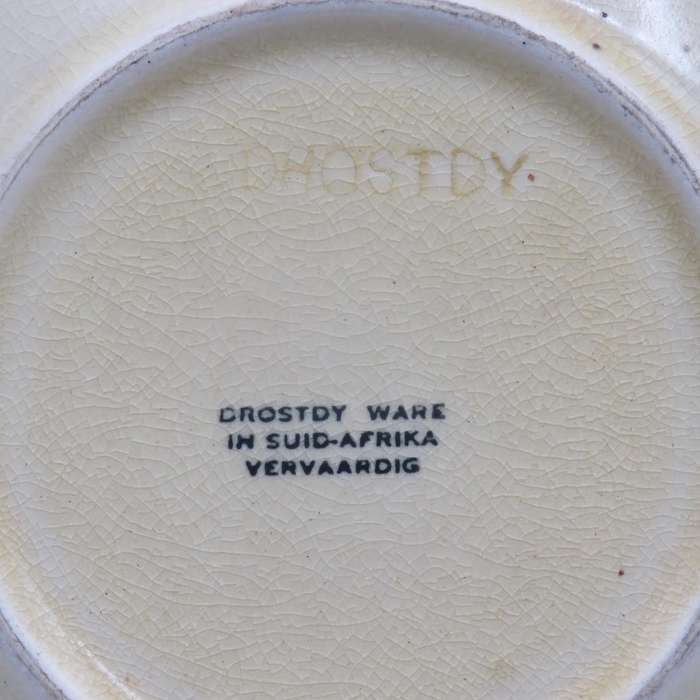 DROSTDY
DROSTDY WARE
IN SUID-AFRIKA
VERVAARDIG